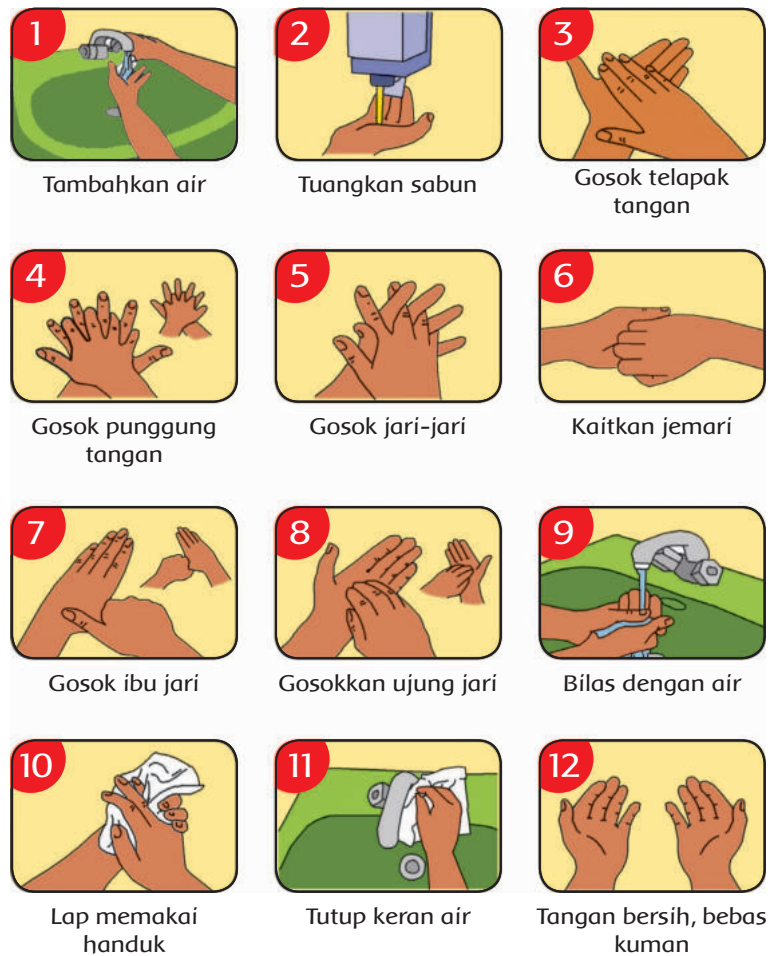 1
Tambahkan air
2
Tuangkan sabun
3
Gosok telapak
tangan
4
Gosok punggung
tangan
5
Gosok jari-jari
6
Kaitkan jemari
7
Gosok ibu jari
8
Gosokkan ujung jari
9
Bilas dengan air
10
Lap memakai
handuk
11
Tutup keran air
12
Tangan bersih, bebas
kuman